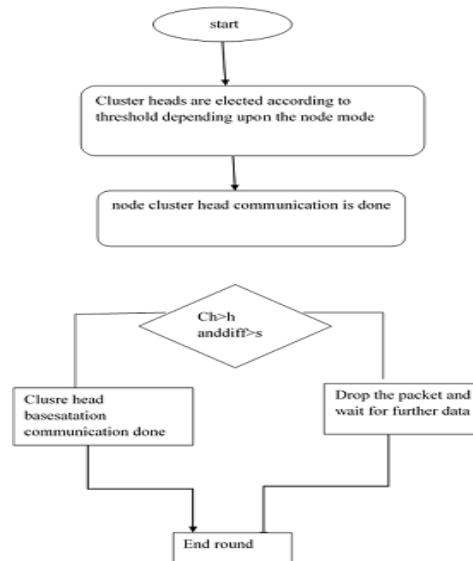 start
Cluster heads are elected according to
threshold depending upon the node mode
node cluster head communication is done
Ch>h
anddiff>s
Clusre head
basesatation
communication done
Drop the packet and
wait for further data
End round